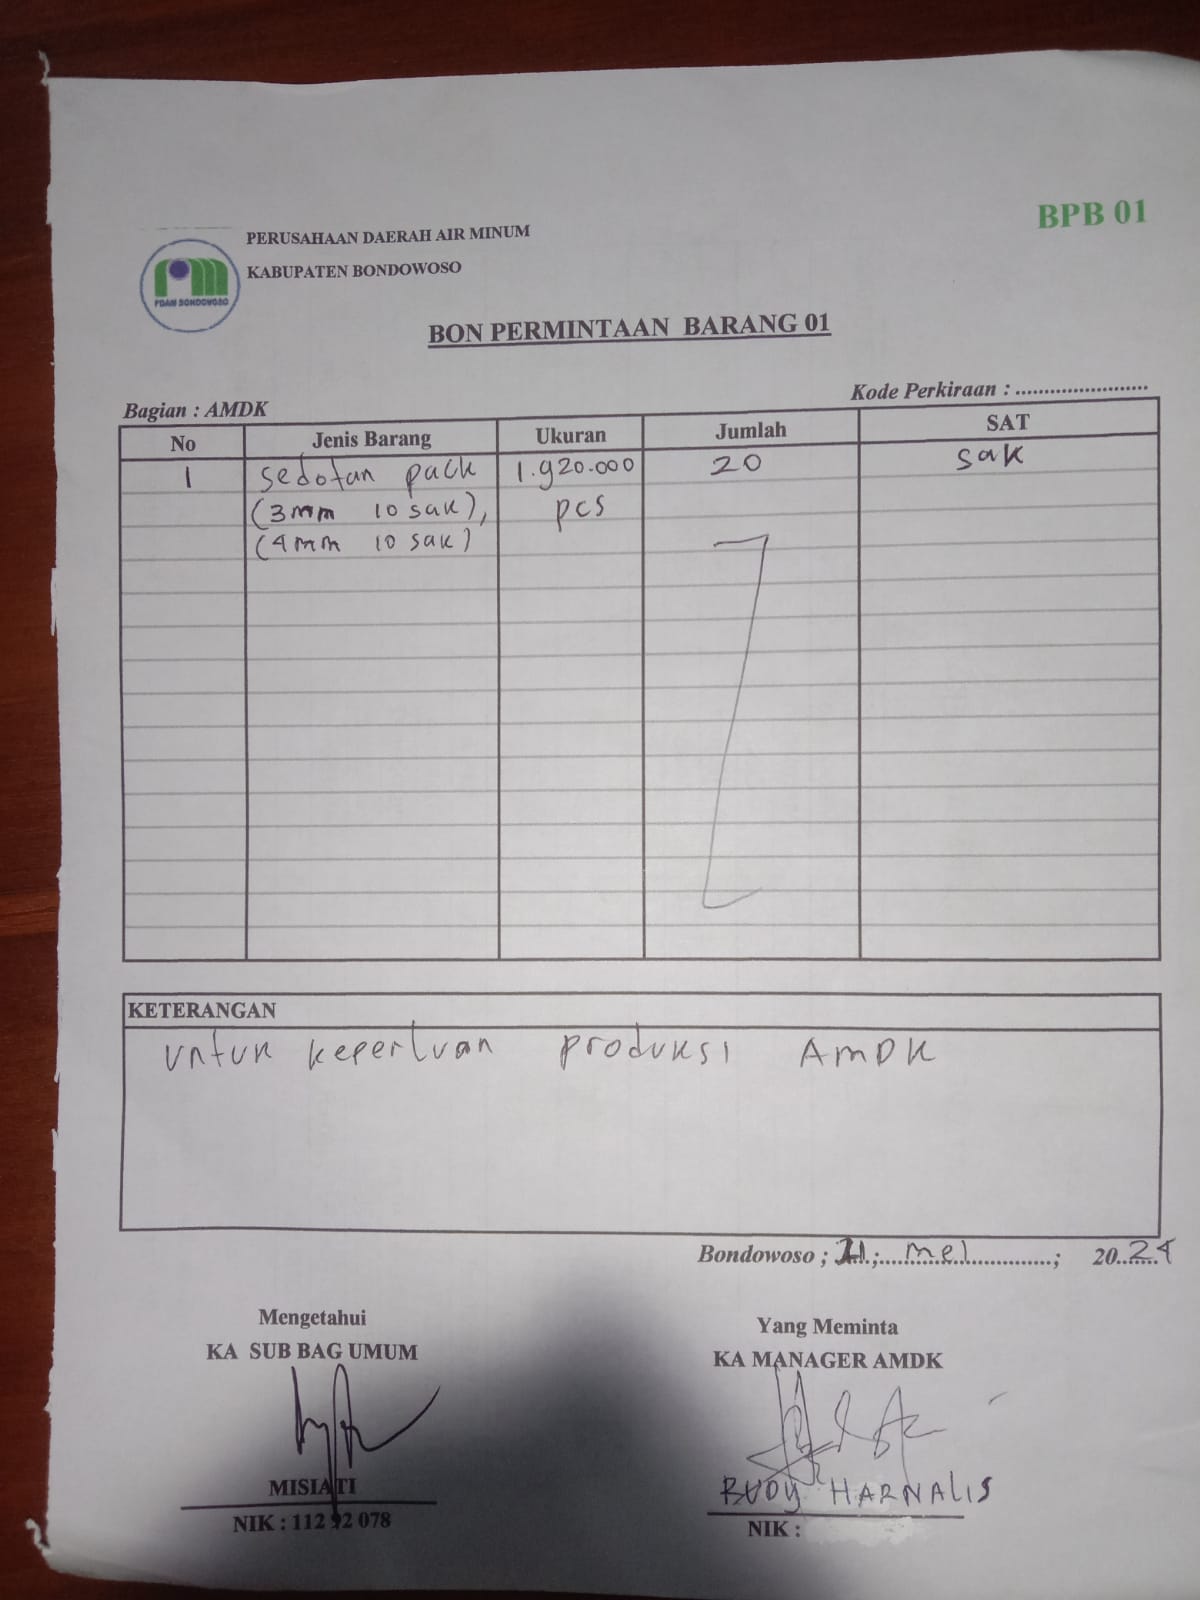 BPB 01
PERUSAHAAN DAERAH AIR MINUM
KABUPATEN BONDOWOSO
PDAM BONDOWOSO
BON PERMINTAAN BARANG 01
Bagian : AMDK
Kode Perkiraan : ........................
No Jenis Barang Ukuran Jumlah SAT
1 sedotan pack 1.920.000 20 sak
(3mm 10 sak), pcs
(4mm 10 sak)
KETERANGAN
untuk keperluan produksi AMDK
Bondowoso ; 21 ; mei ; 2024
Mengetahui
KA SUB BAG UMUM
MISIATI
NIK : 112 92 078
Yang Meminta
KA MANAGER AMDK
RUDY HARNALIS
NIK :